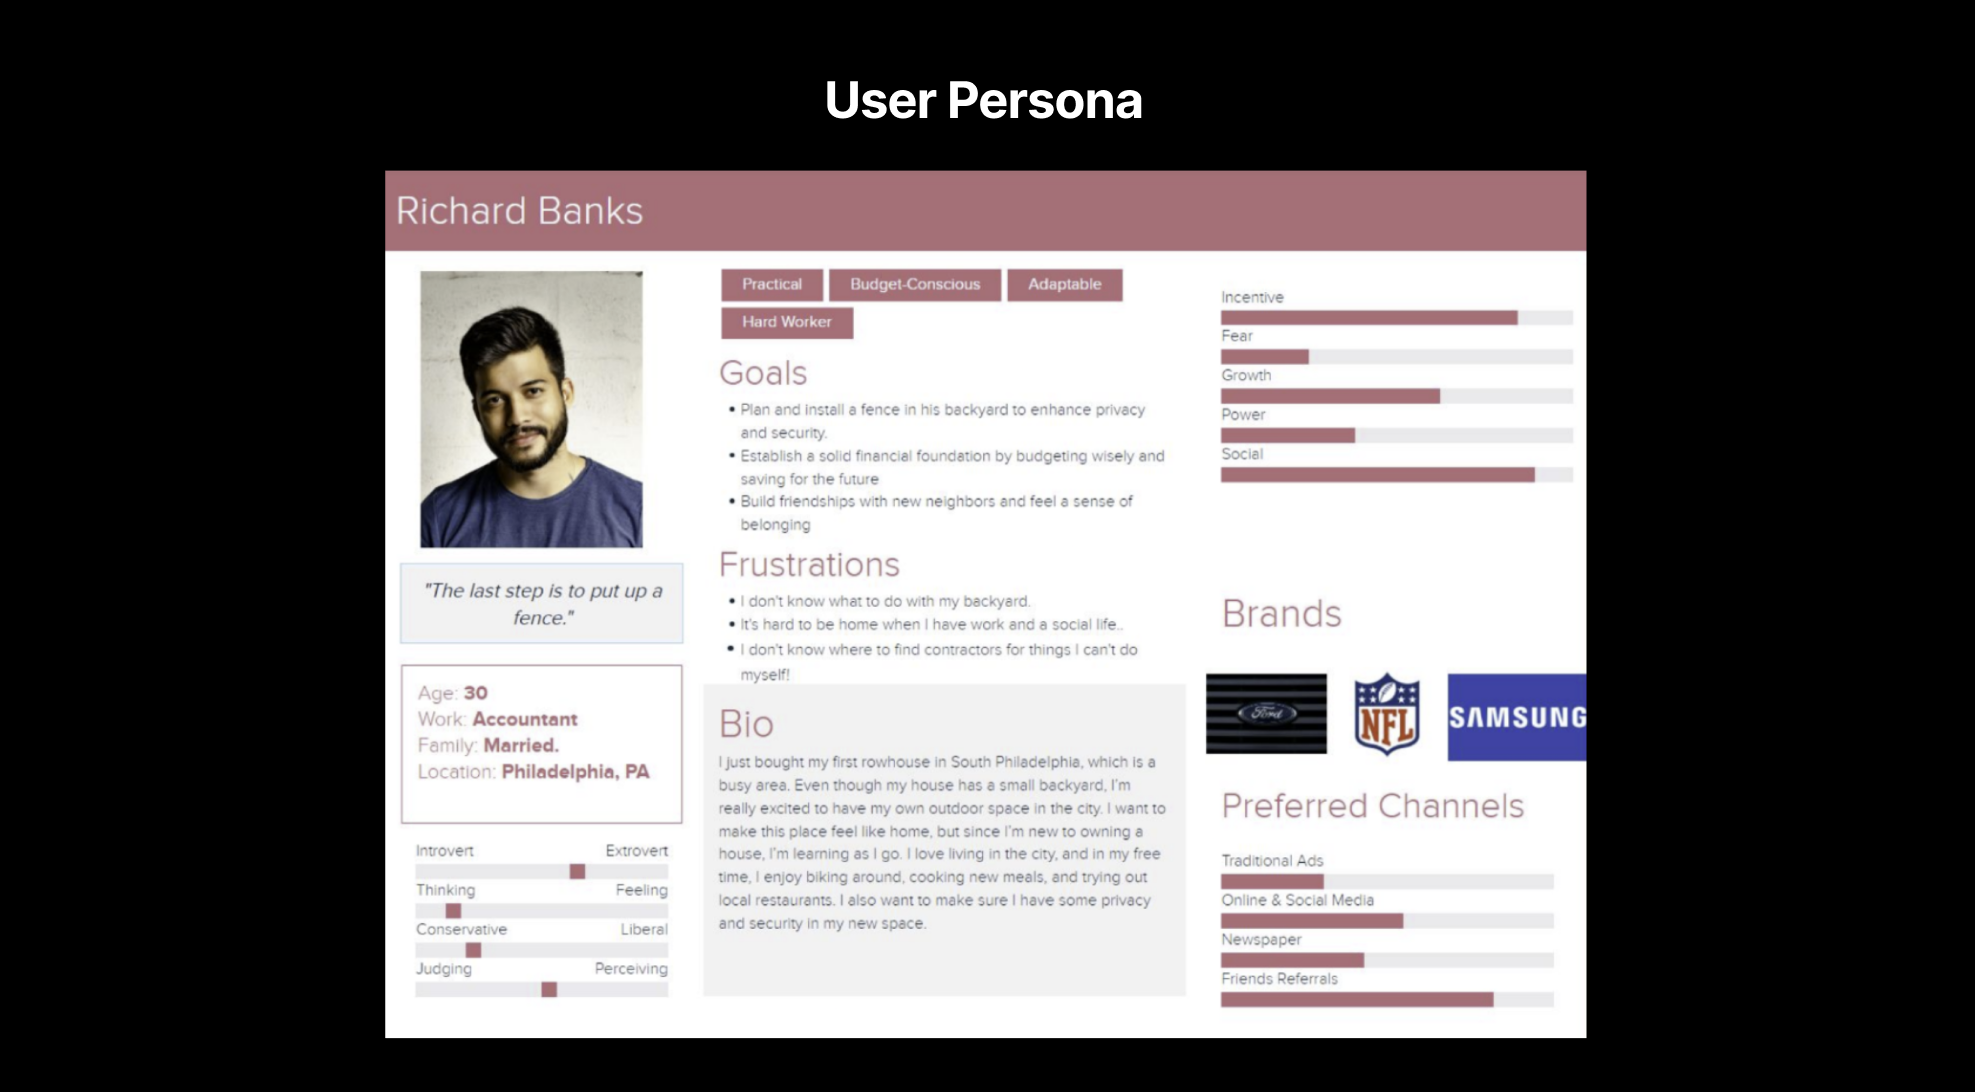 User Persona
Richard Banks
"The last step is to put up a
fence."
Age: 30
Work: Accountant
Family: Married.
Location: Philadelphia, PA
Introvert Extrovert
Thinking Feeling
Conservative Liberal
Judging Perceiving
Practical Budget-Conscious Adaptable
Hard Worker
Goals
• Plan and install a fence in his backyard to enhance privacy
and security.
• Establish a solid financial foundation by budgeting wisely and
saving for the future
• Build friendships with new neighbors and feel a sense of
belonging
Frustrations
• I don't know what to do with my backyard.
• It's hard to be home when I have work and a social life..
• I don't know where to find contractors for things I can't do
myself!
Bio
I just bought my first rowhouse in South Philadelphia, which is a
busy area. Even though my house has a small backyard, I'm
really excited to have my own outdoor space in the city. I want to
make this place feel like home, but since I'm new to owning a
house, I'm learning as I go. I love living in the city, and in my free
time, I enjoy biking around, cooking new meals, and trying out
local restaurants. I also want to make sure I have some privacy
and security in my new space.
Incentive
Fear
Growth
Power
Social
Brands
Ford NFL SAMSUNG
Preferred Channels
Traditional Ads
Online & Social Media
Newspaper
Friends Referrals